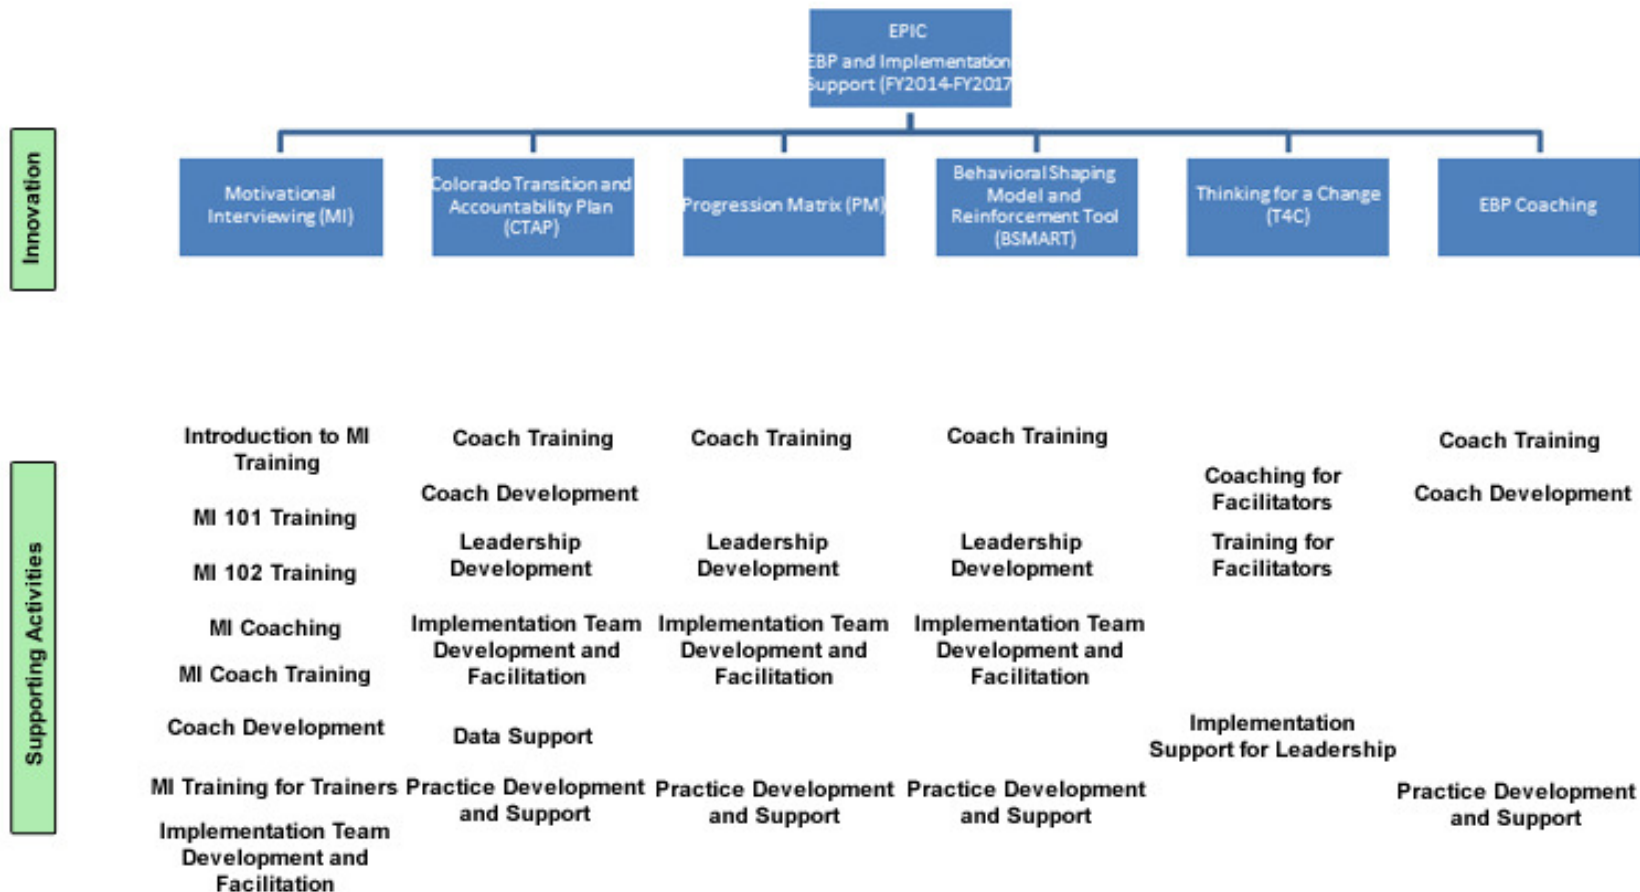 EPIC
EBP and Implementation
Support (FY2014-FY2017
Innovation
Motivational
Interviewing (MI)
Colorado Transition and
Accountability Plan
(CTAP)
Progression Matrix (PM)
Behavioral Shaping
Model and
Reinforcement Tool
(BSMART)
Thinking for a Change
(T4C)
EBP Coaching
Supporting Activities
Introduction to MI
Training
MI 101 Training
MI 102 Training
MI Coaching
MI Coach Training
Coach Development
MI Training for Trainers
Implementation Team
Development and
Facilitation
Coach Training
Coach Development
Leadership
Development
Implementation Team
Development and
Facilitation
Data Support
Practice Development
and Support
Coach Training
Leadership
Development
Implementation Team
Development and
Facilitation
Practice Development
and Support
Coach Training
Leadership
Development
Implementation Team
Development and
Facilitation
Practice Development
and Support
Coaching for
Facilitators
Training for
Facilitators
Implementation
Support for Leadership
Coach Training
Coach Development
Practice Development
and Support